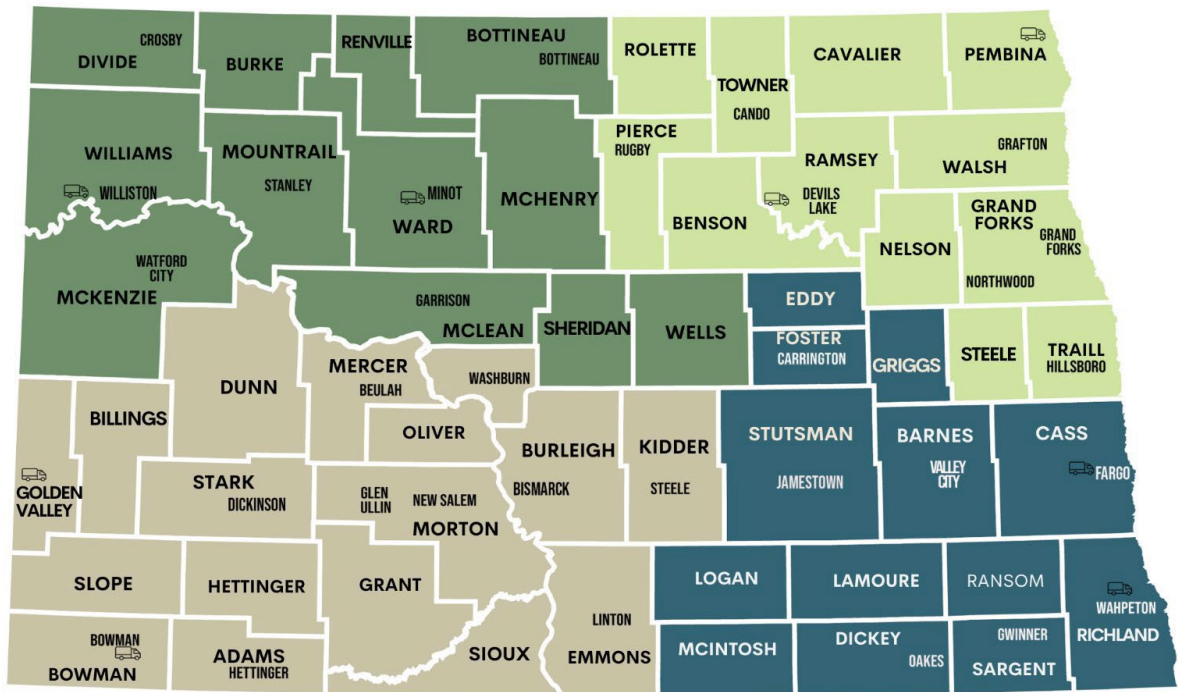 CROSBY
DIVIDE
BURKE
RENVILLE
BOTTINEAU
BOTTINEAU
ROLETTE
TOWNER
CANDO
CAVALIER
PEMBINA
WILLIAMS
WILLISTON
MOUNTRAIL
STANLEY
MINOT
WARD
MCHENRY
PIERCE
RUGBY
BENSON
RAMSEY
DEVILS
LAKE
GRAFTON
WALSH
NELSON
GRAND
FORKS
GRAND
FORKS
NORTHWOOD
WATFORD
CITY
MCKENZIE
GARRISON
MCLEAN
SHERIDAN
WELLS
EDDY
FOSTER
CARRINGTON
GRIGGS
STEELE
TRAILL
HILLSBORO
DUNN
MERCER
BEULAH
WASHBURN
OLIVER
BILLINGS
GOLDEN
VALLEY
STARK
DICKINSON
GLEN
ULLIN
NEW SALEM
MORTON
BURLEIGH
BISMARCK
KIDDER
STEELE
STUTSMAN
JAMESTOWN
BARNES
VALLEY
CITY
CASS
FARGO
SLOPE
HETTINGER
GRANT
BOWMAN
BOWMAN
ADAMS
HETTINGER
SIOUX
LINTON
EMMONS
LOGAN
LAMOURE
RANSOM
WAHPETON
RICHLAND
MCINTOSH
DICKEY
OAKES
GWINNER
SARGENT